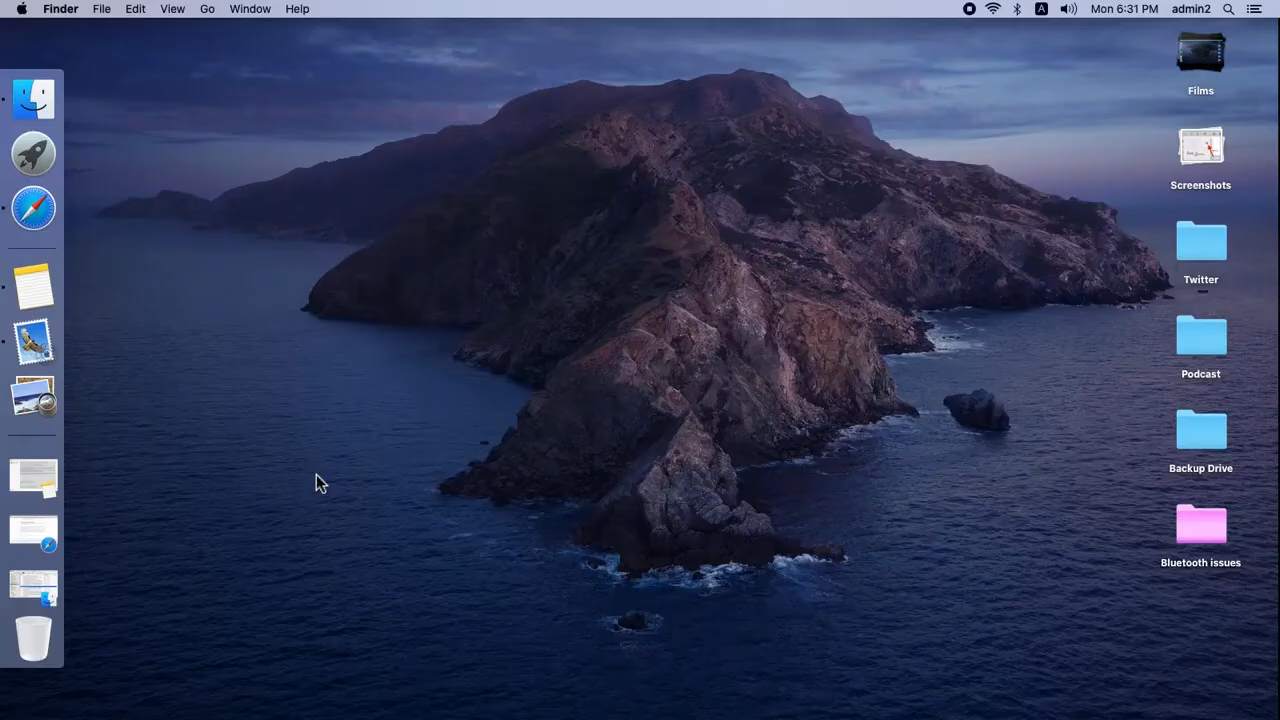 Finder File Edit View Go Window Help A Mon 6:31 PM admin2
Films
Screenshots
Twitter
Podcast
Backup Drive
Bluetooth issues